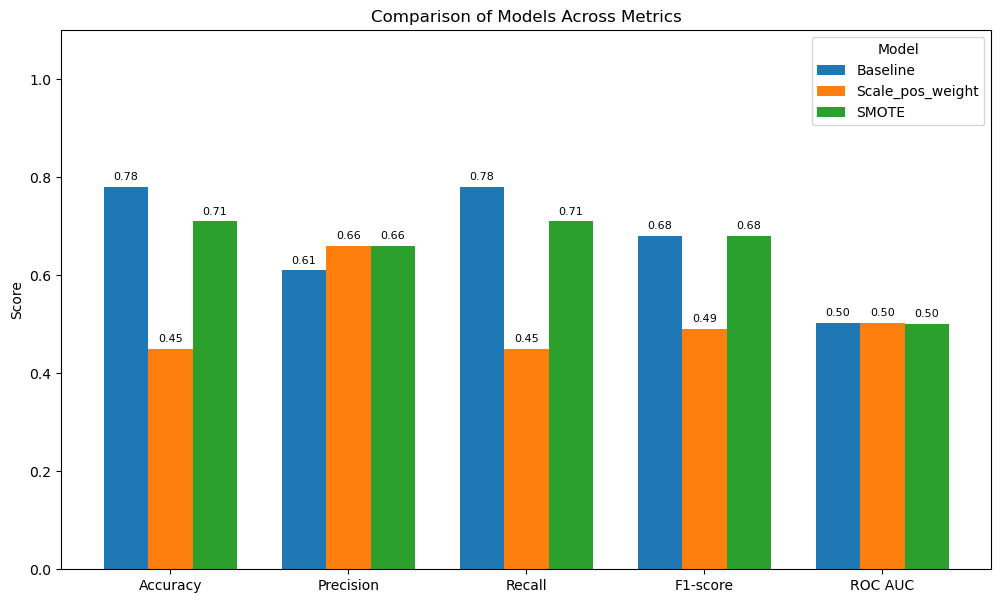 Comparison of Models Across Metrics
Model
Baseline
Scale_pos_weight
SMOTE
Score
1.0
0.8
0.6
0.4
0.2
0.0
0.78
0.45
0.71
0.61
0.66
0.66
0.78
0.45
0.71
0.68
0.49
0.68
0.50
0.50
0.50
Accuracy
Precision
Recall
F1-score
ROC AUC